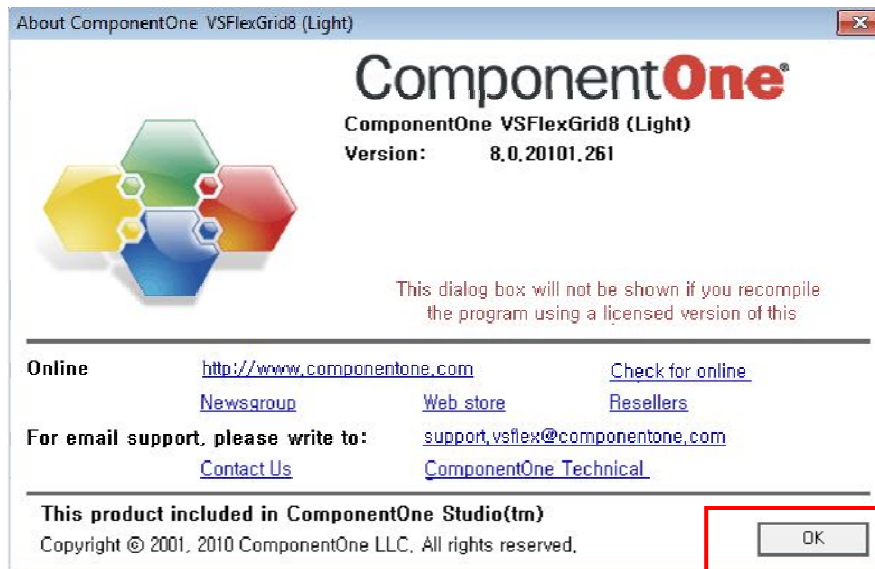 About ComponentOne VSFlexGrid8 (Light)
ComponentOne®
ComponentOne VSFlexGrid8 (Light)
Version: 8.0.20101.261
This dialog box will not be shown if you recompile
the program using a licensed version of this
Online http://www.componentone.com Check for online
Newsgroup Web store Resellers
For email support, please write to: support.vsflex@componentone.com
Contact Us ComponentOne Technical
This product included in ComponentOne Studio(tm)
Copyright © 2001, 2010 ComponentOne LLC. All rights reserved.
OK